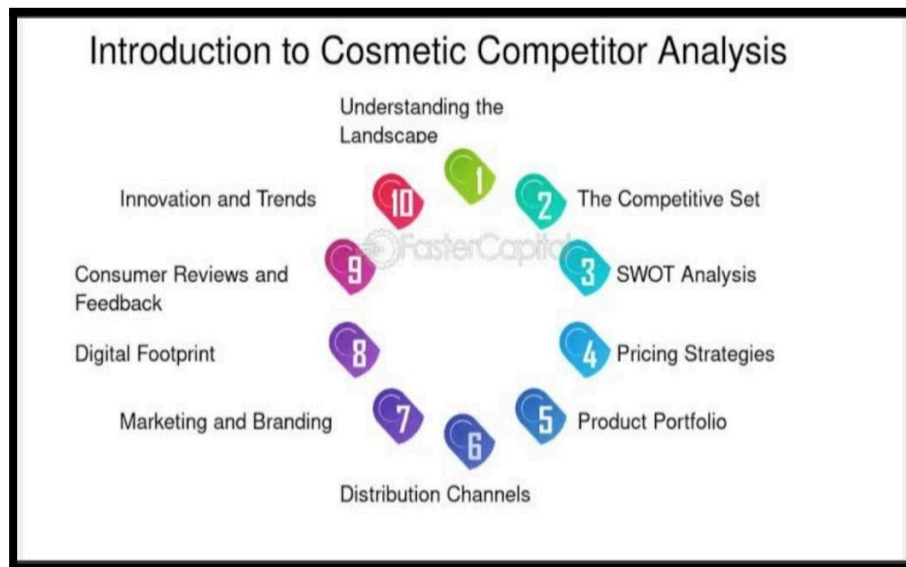 Introduction to Cosmetic Competitor Analysis
Understanding the
Landscape
1
2
The Competitive Set
3
SWOT Analysis
4
Pricing Strategies
5
Product Portfolio
6
Distribution Channels
7
Marketing and Branding
8
Digital Footprint
9
Consumer Reviews and
Feedback
10
Innovation and Trends
FasterCapital